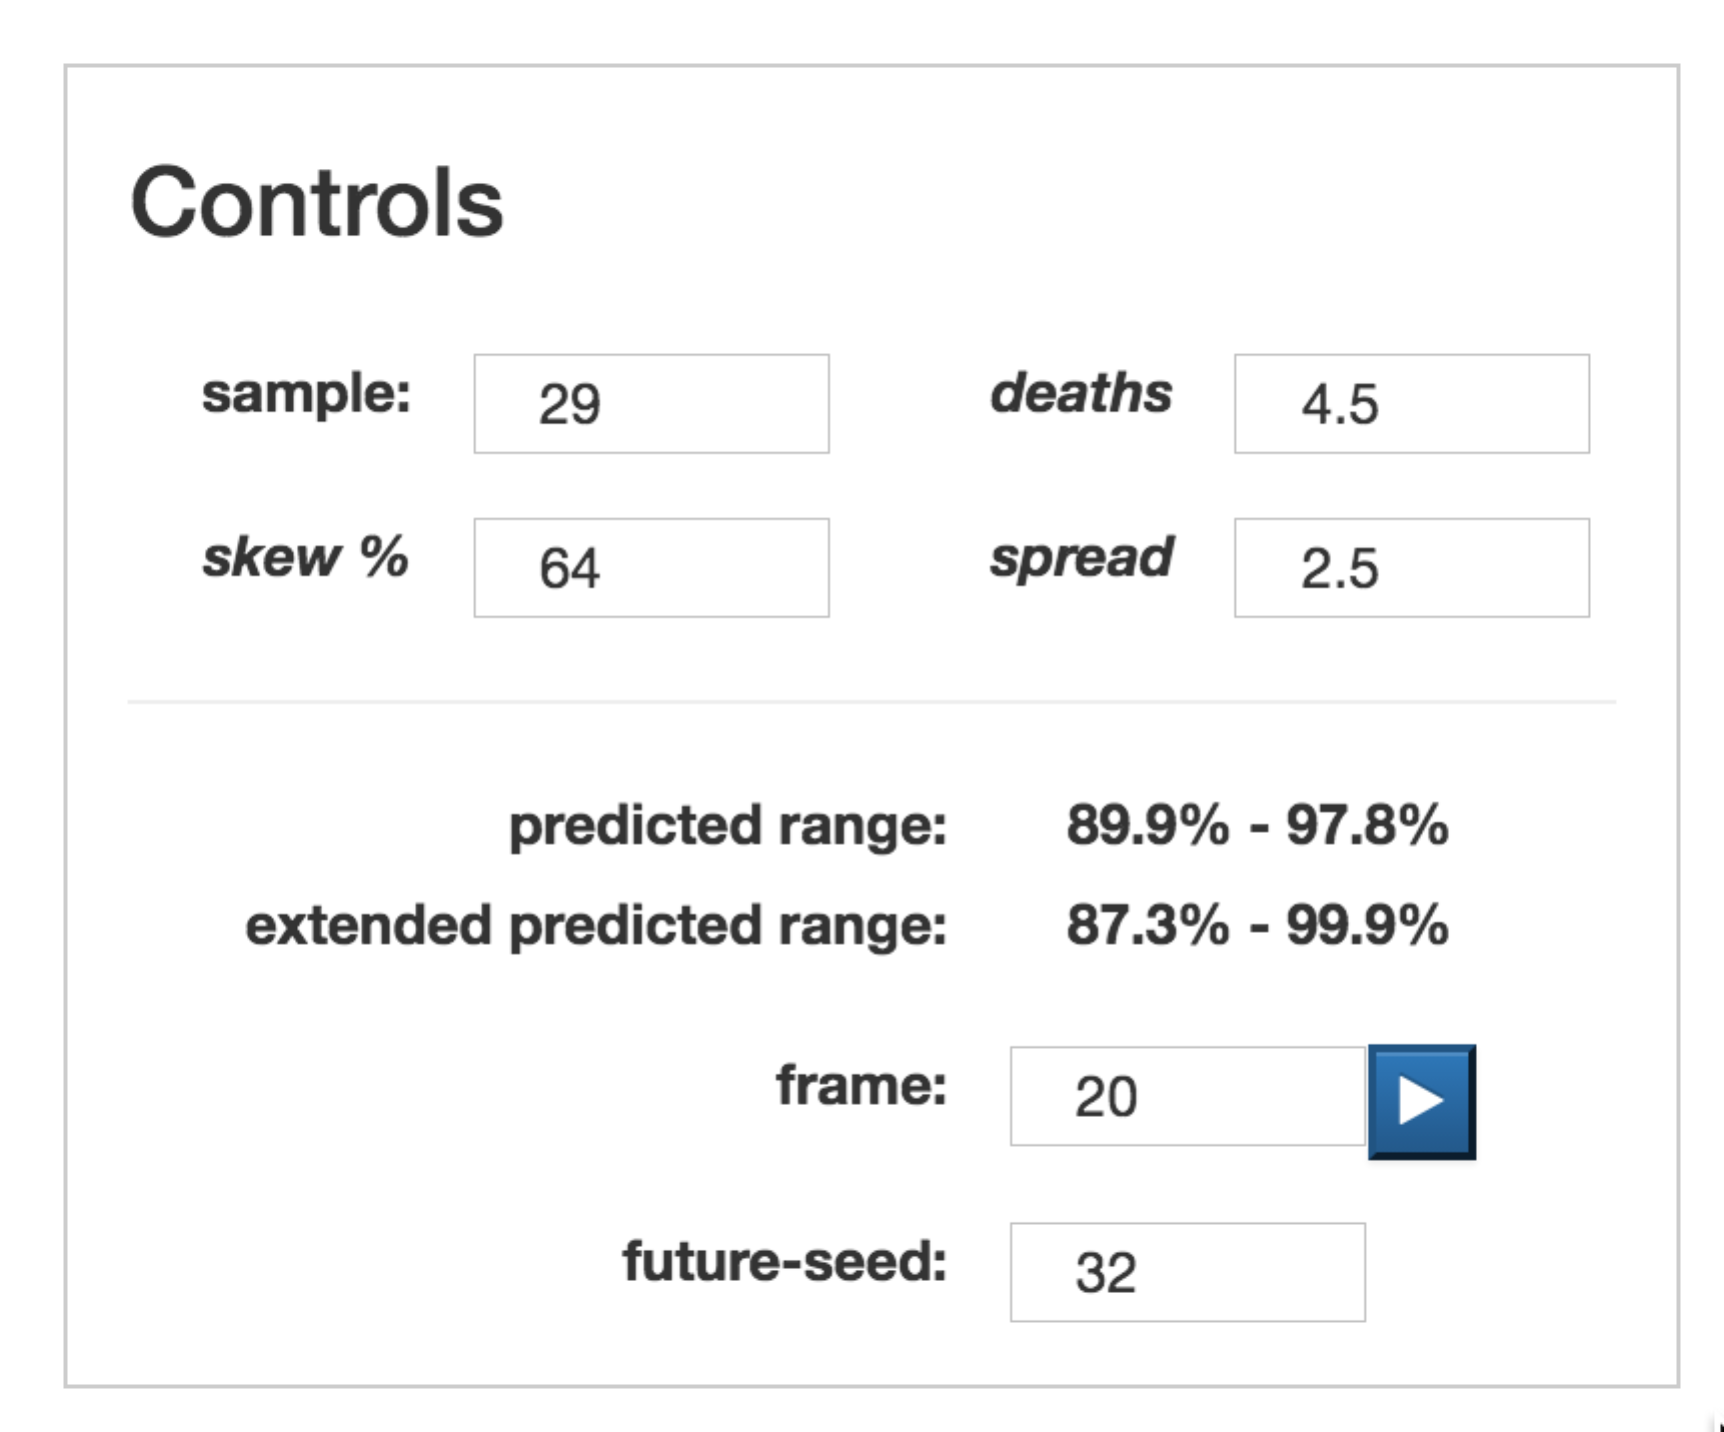 Controls
sample: 29 deaths 4.5
skew % 64 spread 2.5
predicted range: 89.9% - 97.8%
extended predicted range: 87.3% - 99.9%
frame: 20
future-seed: 32